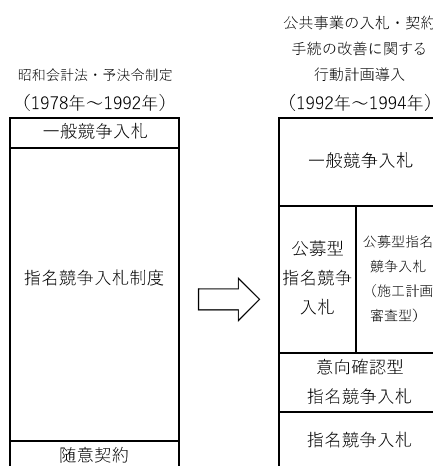 昭和会計法・予決令制定
(1978年～1992年)
一般競争入札
指名競争入札制度
随意契約
公共事業の入札・契約
手続の改善に関する
行動計画導入
(1992年～1994年)
一般競争入札
公募型
指名競争
入札
公募型指名
競争入札
(施工計画
審査型)
意向確認型
指名競争入札
指名競争入札